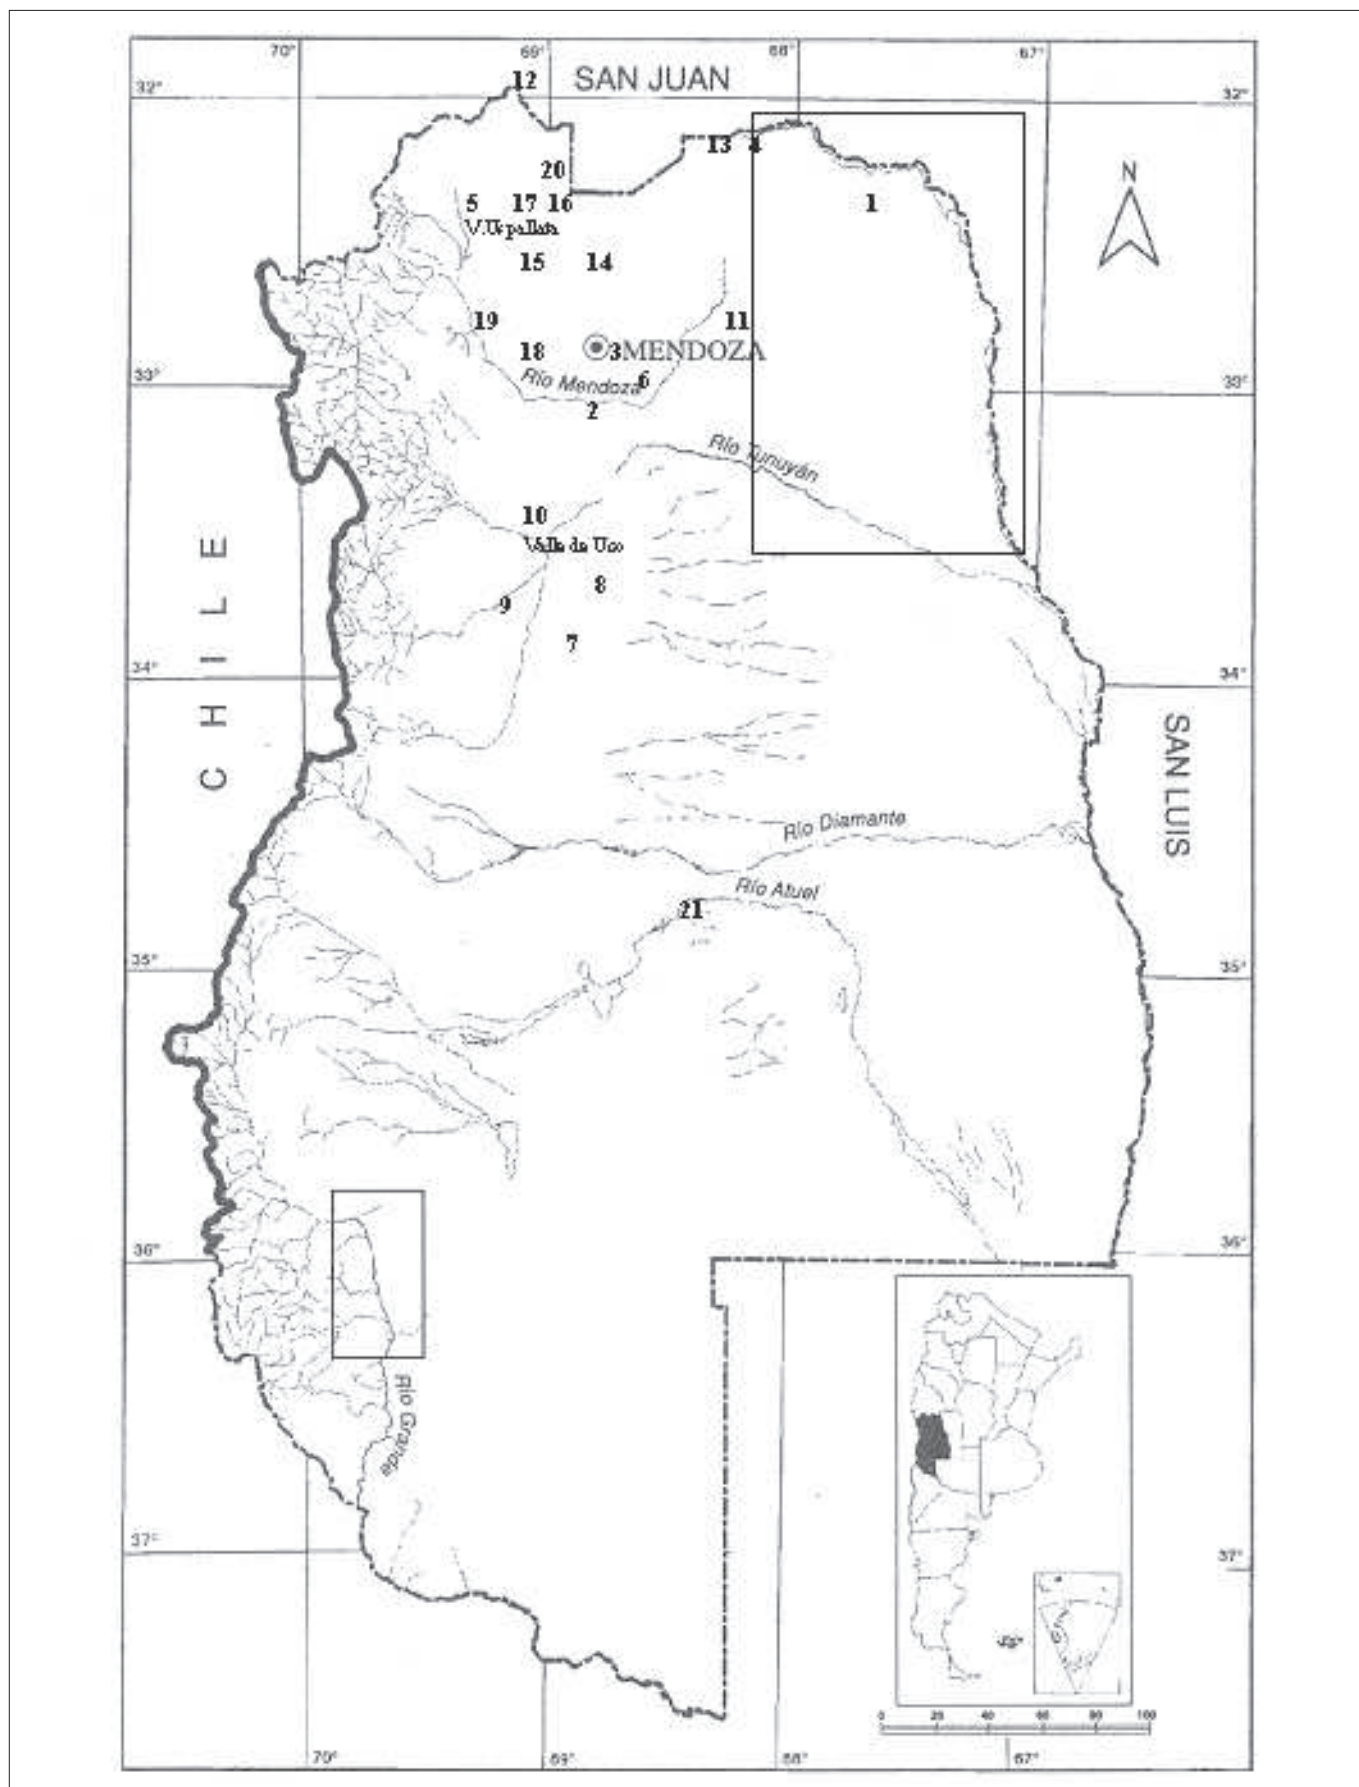 70° 69° 68° 67°
12 SAN JUAN
32° 32°
13 4
20 N
5 17 16 1
V.Uspallata
15 14
19 11
18 3 MENDOZA
33° Río Mendoza 6 33°
2
Río Tunuyán
10
Valle de Uco
8
9
7
CHILE
34° 34°
SAN LUIS
Río Diamante
Río Atuel
21
35° 35°
36° 36°
Río Grande
37° 37°
0 20 40 60 80 100
70° 69° 68° 67°